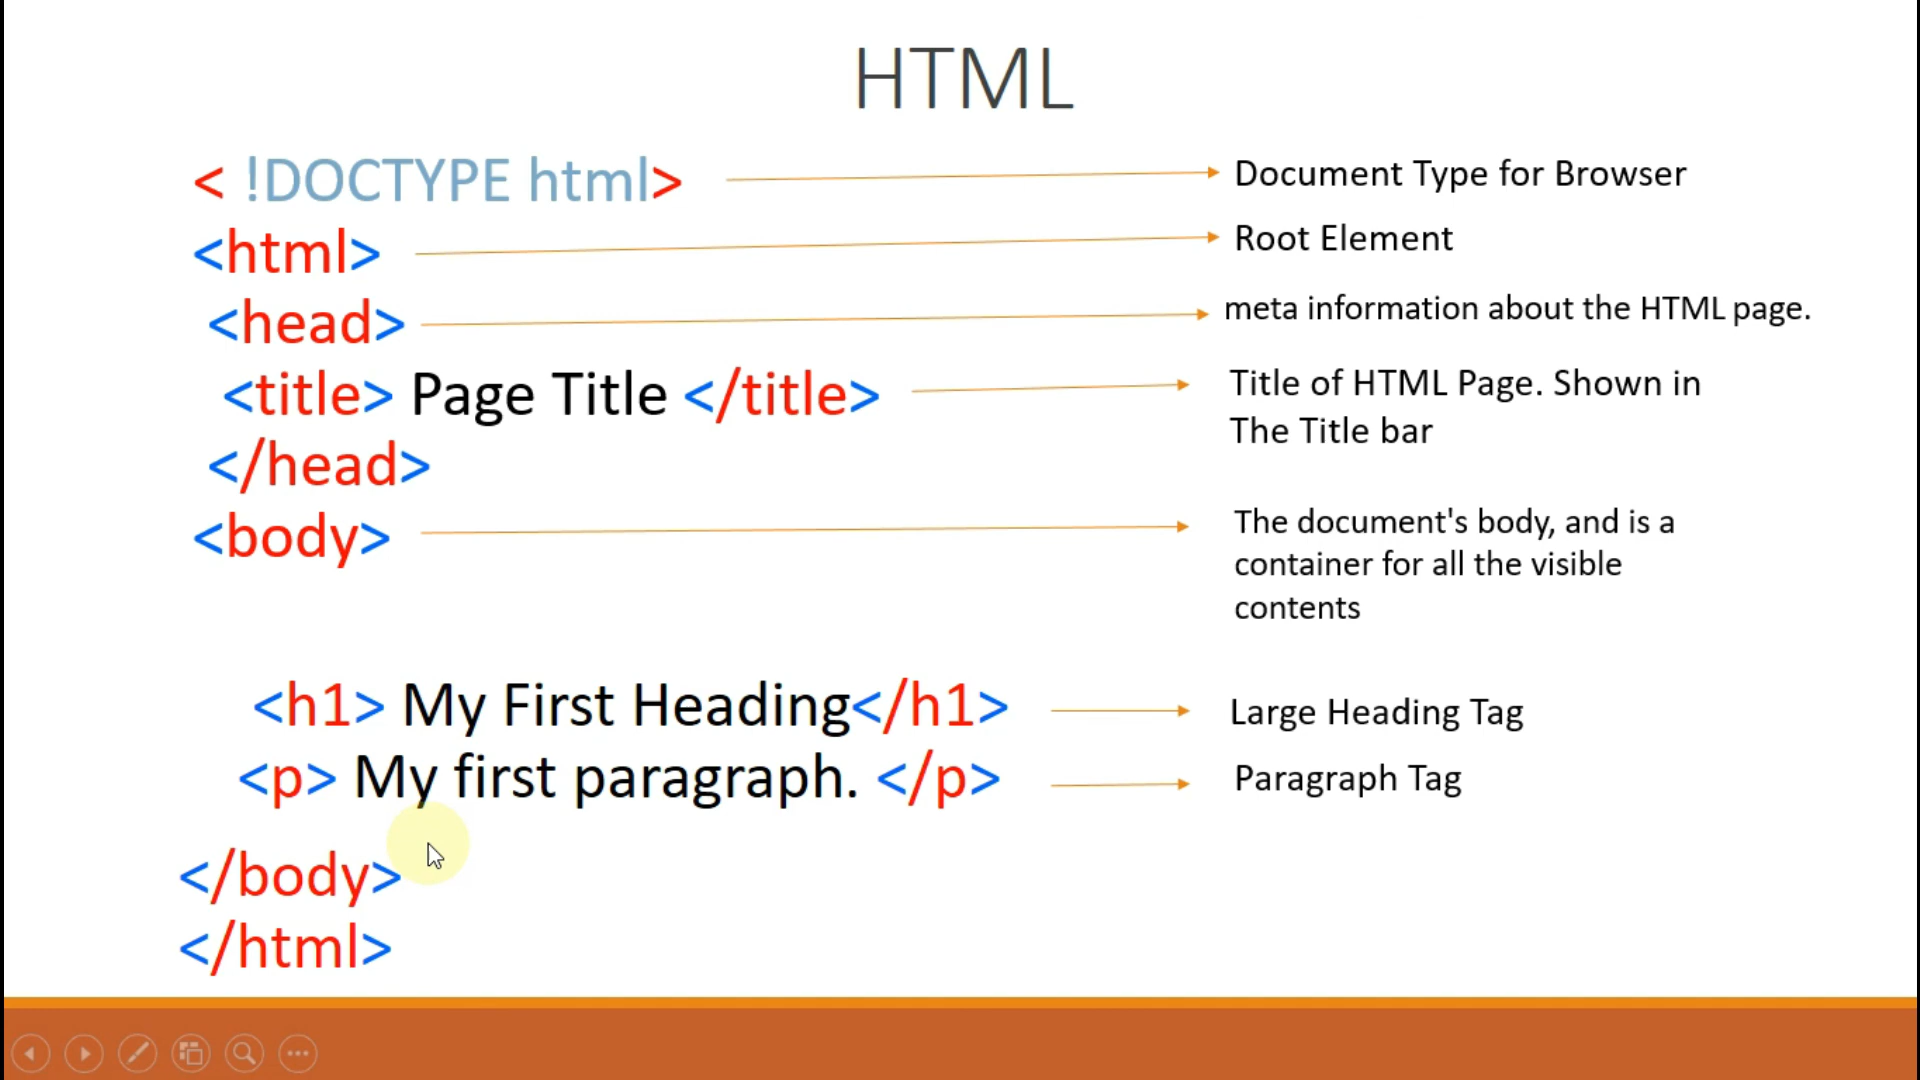 HTML
< !DOCTYPE html>
Document Type for Browser
<html>
Root Element
<head>
meta information about the HTML page.
<title> Page Title </title>
Title of HTML Page. Shown in
The Title bar
</head>
<body>
The document's body, and is a
container for all the visible
contents
<h1> My First Heading</h1>
Large Heading Tag
<p> My first paragraph. </p>
Paragraph Tag
</body>
</html>